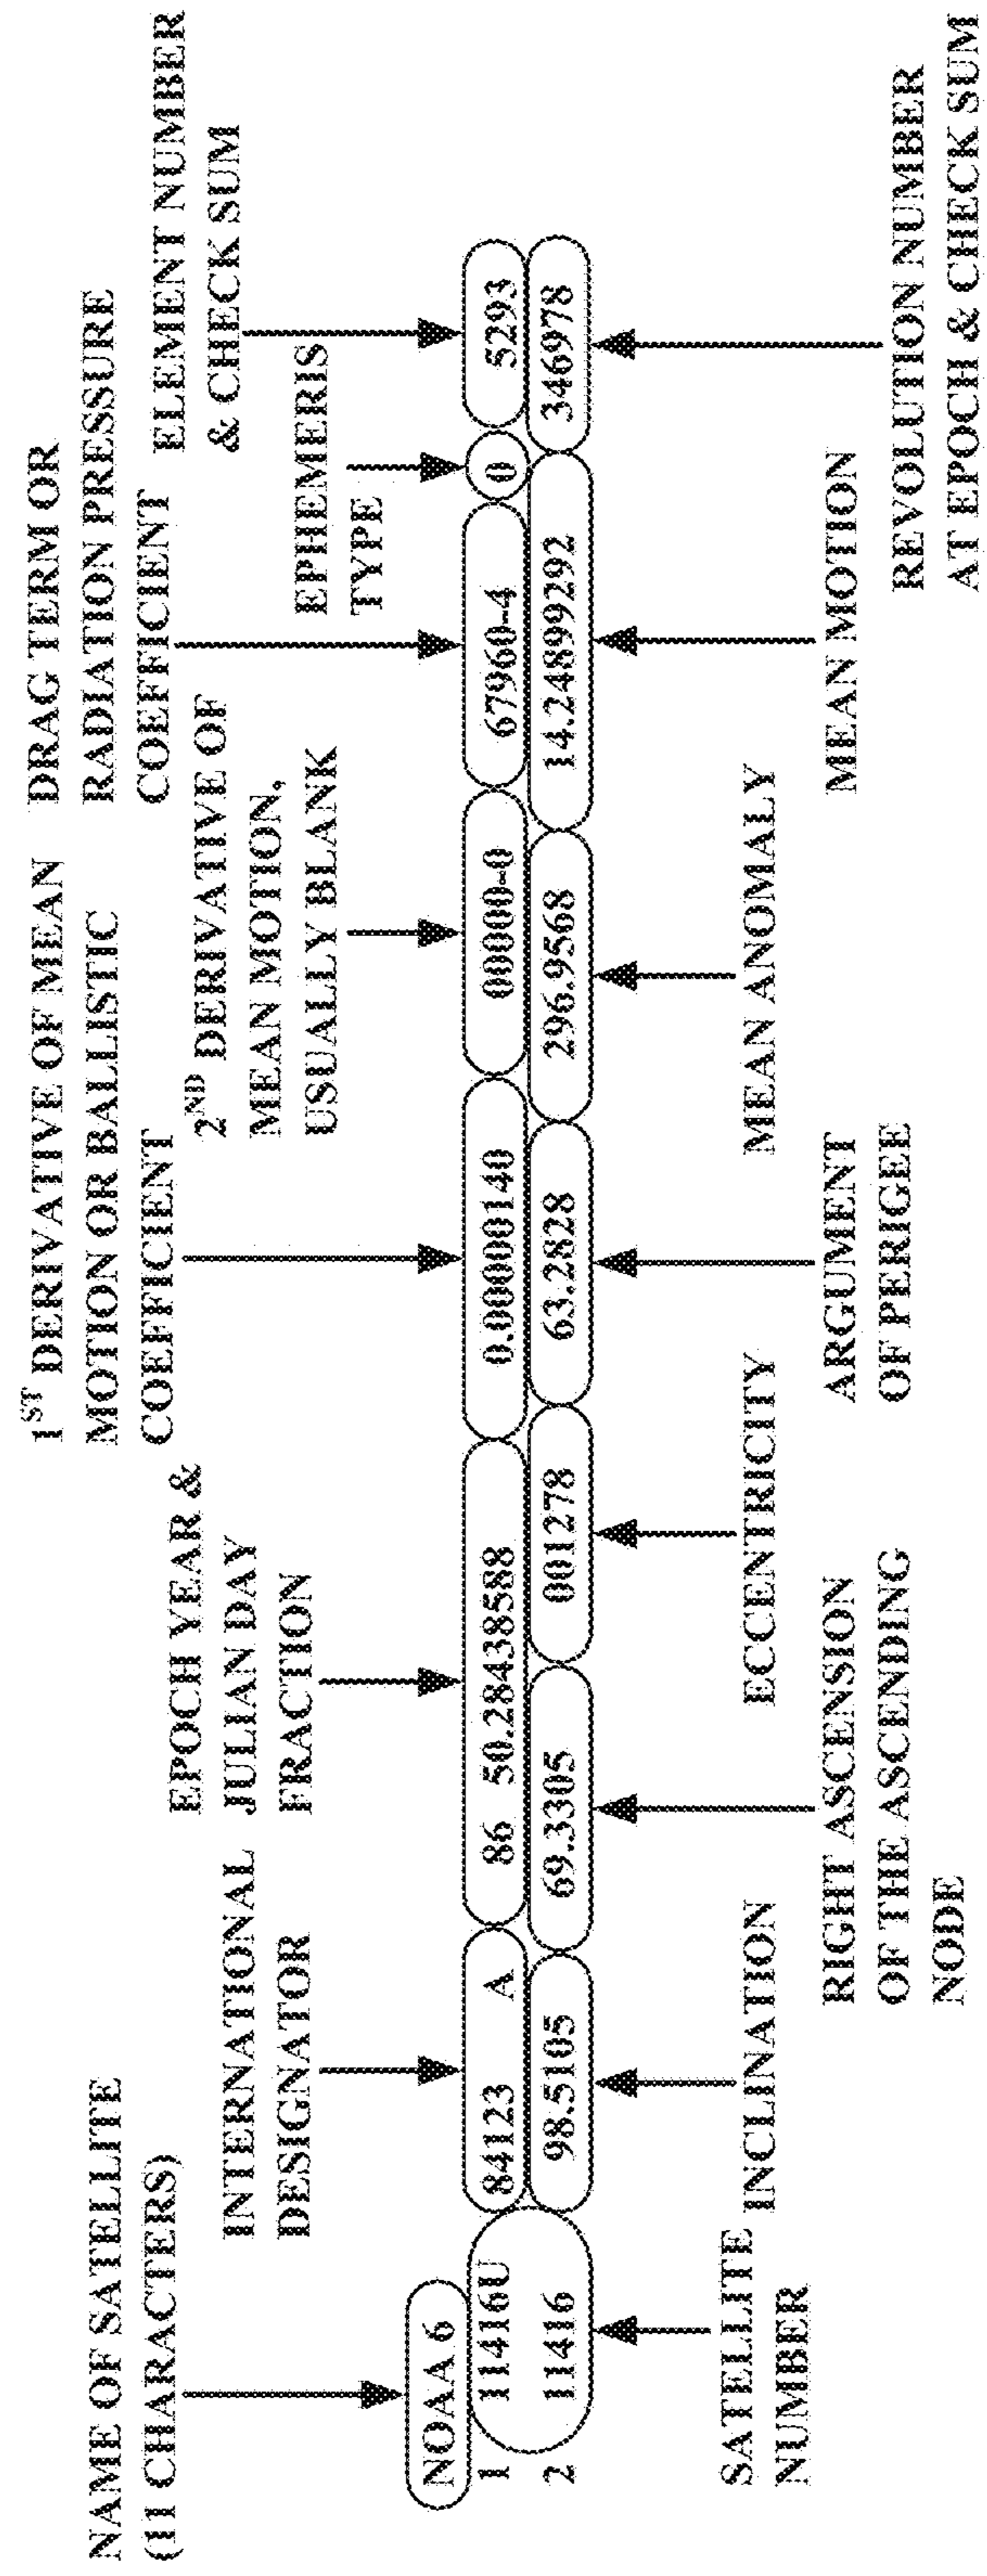 NAME OF SATELLITE
(11 CHARACTERS)
INTERNATIONAL
DESIGNATOR
EPOCH YEAR &
JULIAN DAY
FRACTION
1ST DERIVATIVE OF MEAN
MOTION OR BALLISTIC
COEFFICIENT
2ND DERIVATIVE OF
MEAN MOTION,
USUALLY BLANK
DRAG TERM OR
RADIATION PRESSURE
COEFFICIENT
EPHEMERIS
TYPE
ELEMENT NUMBER
& CHECK SUM
NOAA 6
1 11416U 84123 A 86 50.28438588 0.00000140 00000-0 67960-4 0 5293
2 11416 98.5105 69.3305 001278 63.2828 296.9568 14.24899292 346978
SATELLITE
NUMBER
INCLINATION
RIGHT ASCENSION
OF THE ASCENDING
NODE
ECCENTRICITY
ARGUMENT
OF PERIGEE
MEAN ANOMALY
MEAN MOTION
REVOLUTION NUMBER
AT EPOCH & CHECK SUM